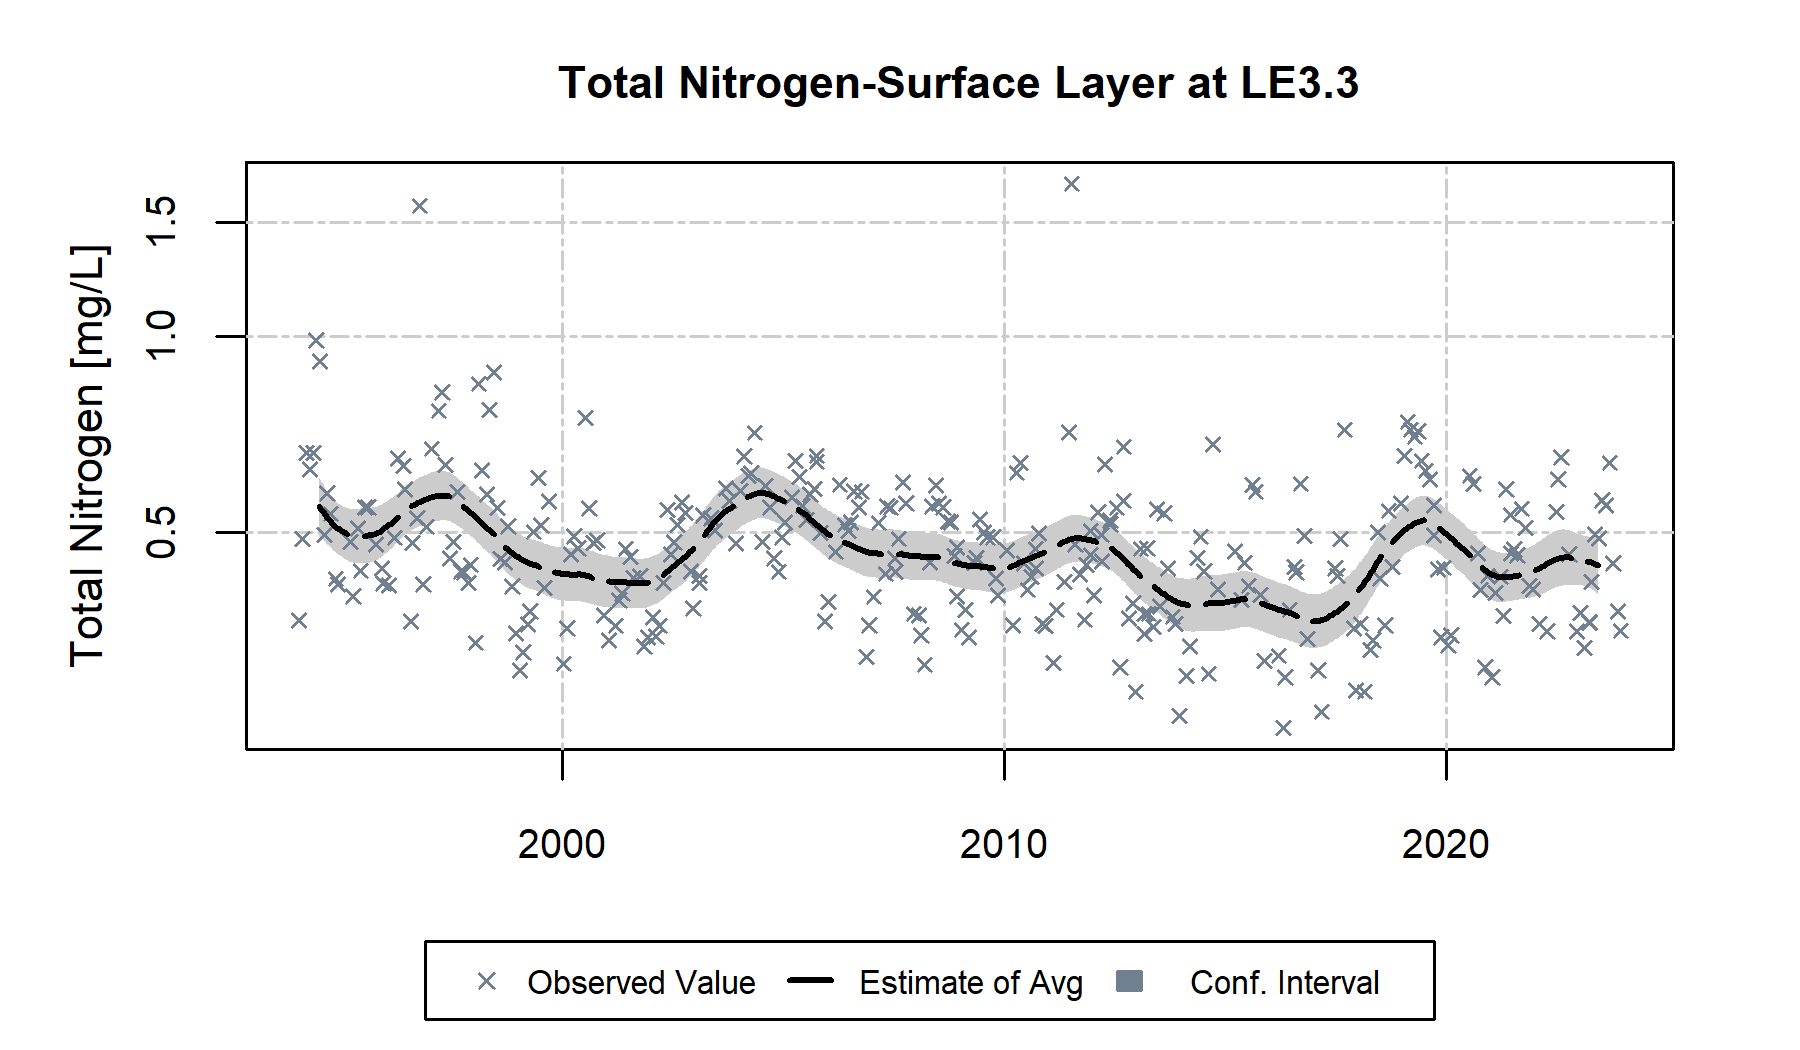 Total Nitrogen-Surface Layer at LE3.3
Total Nitrogen [mg/L]
1.5
1.0
0.5
2000 2010 2020
Observed Value Estimate of Avg Conf. Interval